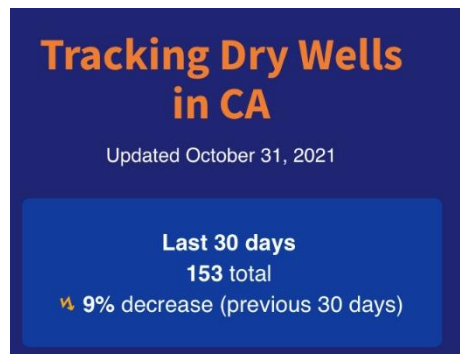 Tracking Dry Wells
in CA
Updated October 31, 2021
Last 30 days
153 total
9% decrease (previous 30 days)